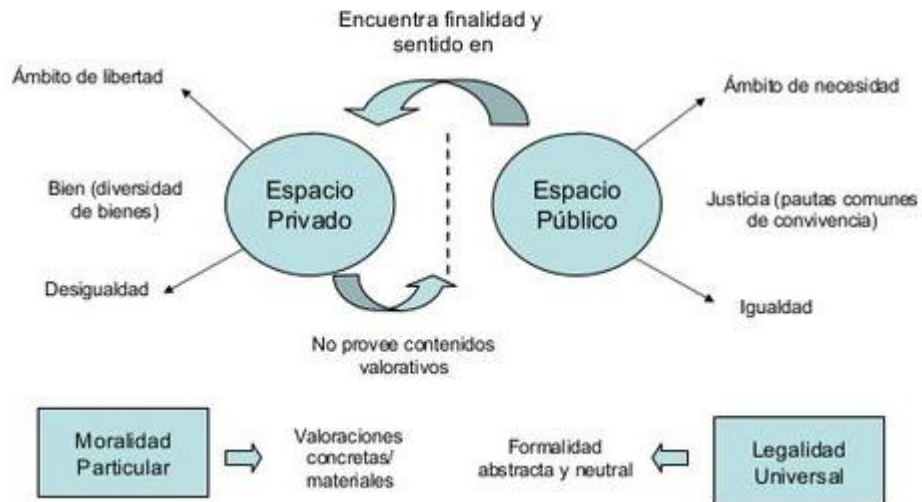 Encuentra finalidad y
sentido en
Ámbito de libertad
Ámbito de necesidad
Bien (diversidad
de bienes)
Espacio
Privado
Espacio
Público
Justicia (pautas comunes
de convivencia)
Desigualdad
Igualdad
No provee contenidos
valorativos
Moralidad
Particular
Valoraciones
concretas/
materiales
Formalidad
abstracta y neutral
Legalidad
Universal